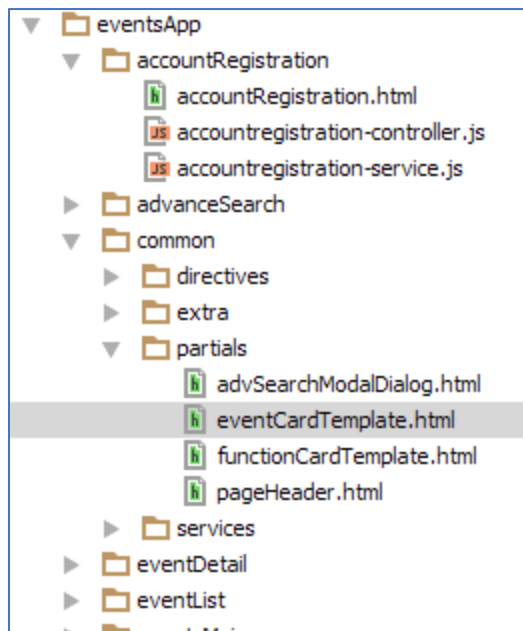 eventsApp
accountRegistration
accountRegistration.html
accountregistration-controller.js
accountregistration-service.js
advanceSearch
common
directives
extra
partials
advSearchModalDialog.html
eventCardTemplate.html
functionCardTemplate.html
pageHeader.html
services
eventDetail
eventList